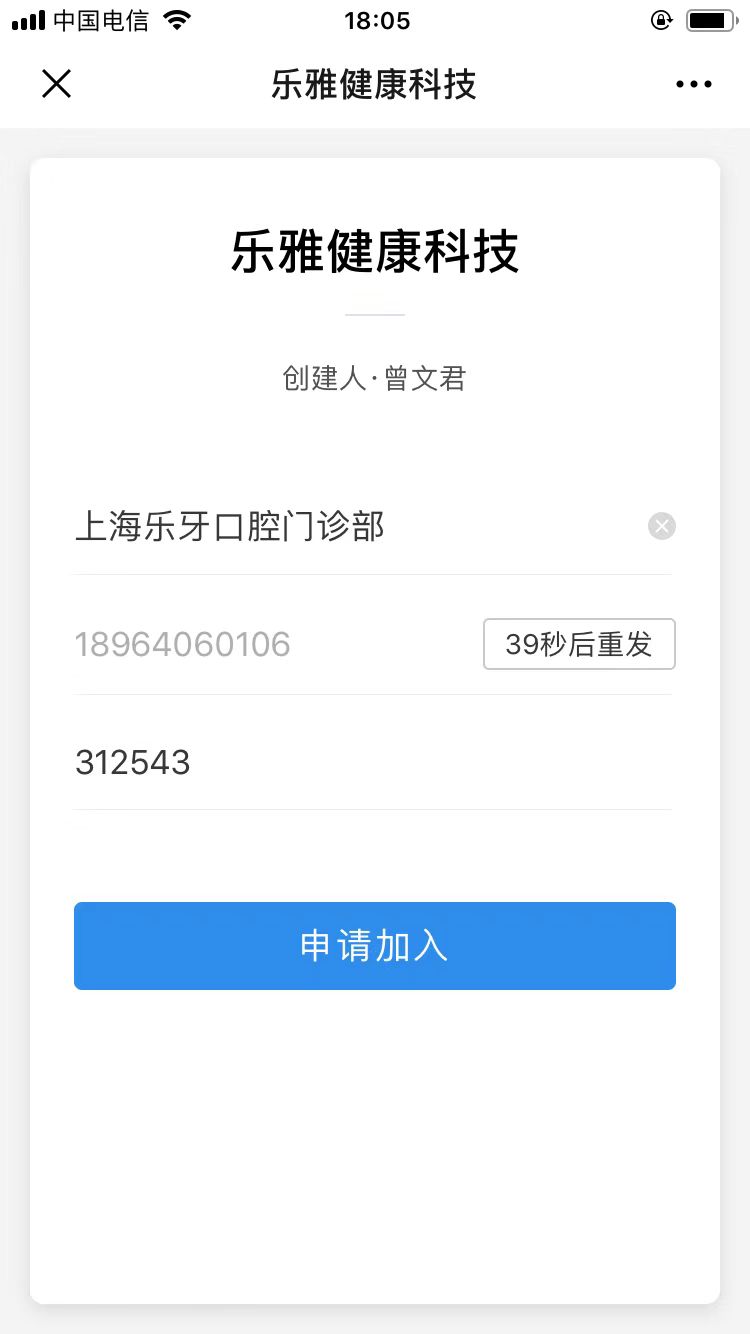 中国电信
18:05
乐雅健康科技
乐雅健康科技
创建人·曾文君
上海乐牙口腔门诊部
18964060106
39秒后重发
312543
申请加入